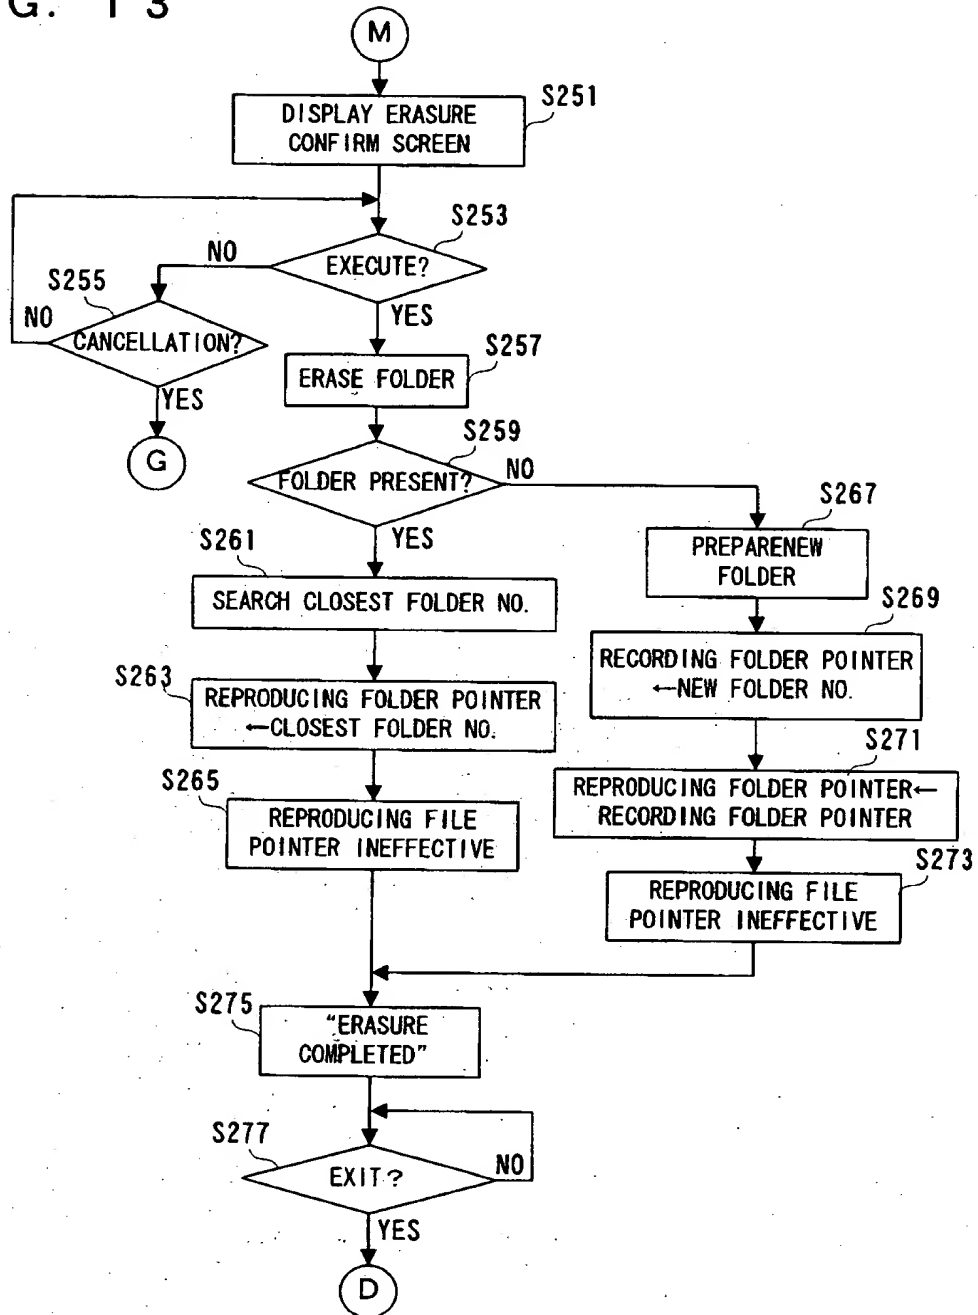 G. 13
M
DISPLAY ERASURE
CONFIRM SCREEN
S251
S253
EXECUTE?
NO
YES
S255
CANCELLATION?
NO
YES
G
S257
ERASE FOLDER
S259
FOLDER PRESENT?
NO
YES
S261
SEARCH CLOSEST FOLDER NO.
S263
REPRODUCING FOLDER POINTER
←CLOSEST FOLDER NO.
S265
REPRODUCING FILE
POINTER INEFFECTIVE
S267
PREPARENEW
FOLDER
S269
RECORDING FOLDER POINTER
←NEW FOLDER NO.
S271
REPRODUCING FOLDER POINTER←
RECORDING FOLDER POINTER
S273
REPRODUCING FILE
POINTER INEFFECTIVE
S275
"ERASURE
COMPLETED"
S277
EXIT?
NO
YES
D